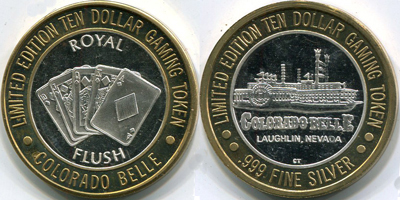 LIMITED EDITION TEN DOLLAR GAMING TOKEN
ROYAL
FLUSH
• COLORADO BELLE •
LIMITED EDITION TEN DOLLAR GAMING TOKEN
COLORADO BELLE
LAUGHLIN, NEVADA
CT
• .999 FINE SILVER •